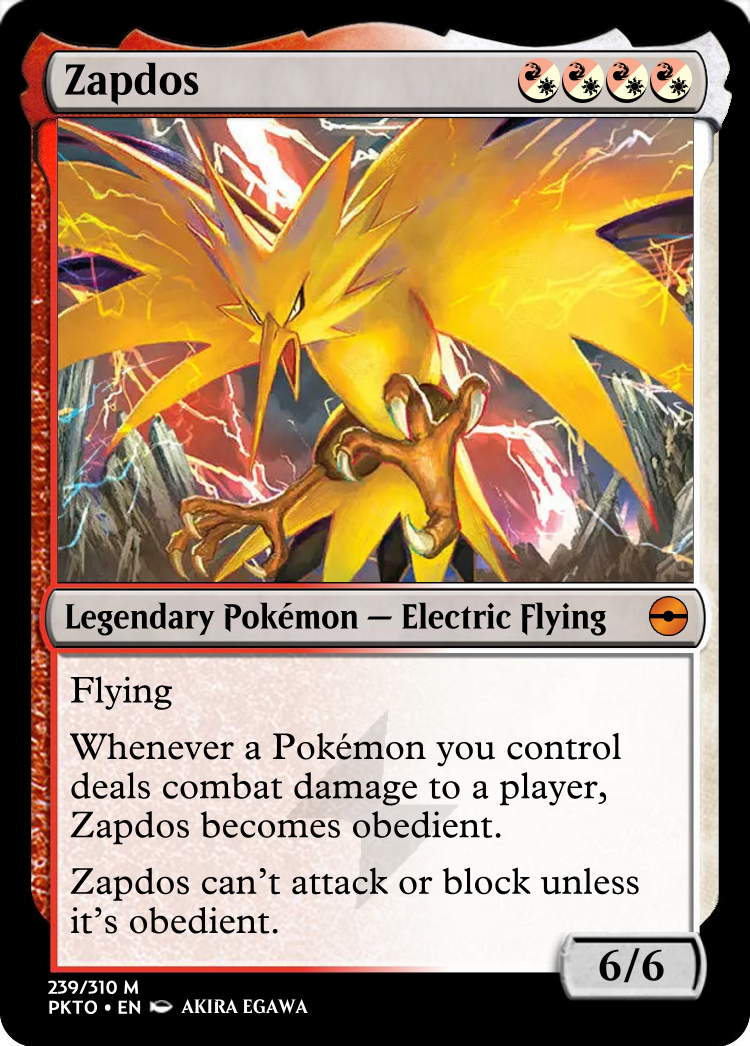 Zapdos
Legendary Pokémon — Electric Flying
Flying
Whenever a Pokémon you control
deals combat damage to a player,
Zapdos becomes obedient.
Zapdos can’t attack or block unless
it’s obedient.
6/6
239/310 M
PKTO • EN AKIRA EGAWA